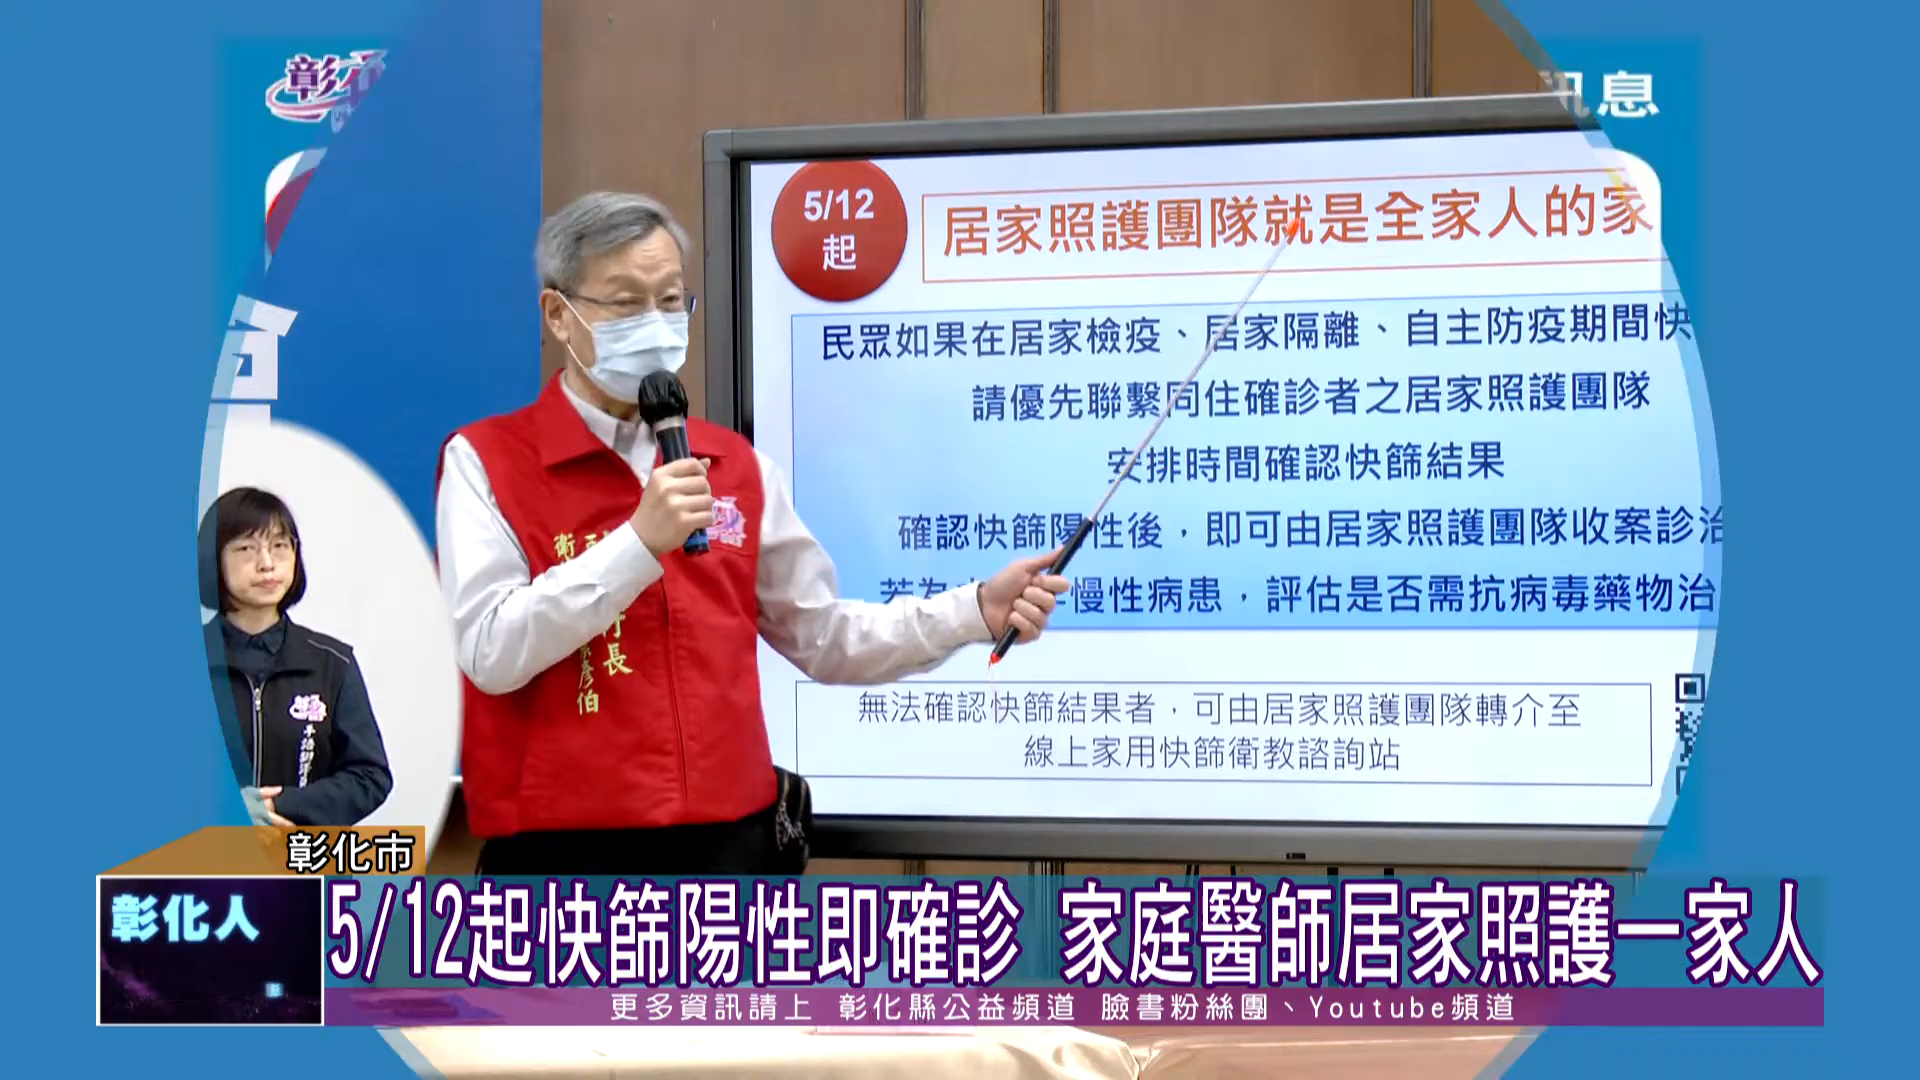 彰化
訊息
5/12
起
居家照護團隊就是全家人的家
民眾如果在居家檢疫、居家隔離、自主防疫期間快
請優先聯繫同住確診者之居家照護團隊
安排時間確認快篩結果
確認快篩陽性後，即可由居家照護團隊收案診治
慢性病患，評估是否需抗病毒藥物治
無法確認快篩結果者，可由居家照護團隊轉介至
線上家用快篩衛教諮詢站
衛
長
彥伯
彰化市
彰化人
5/12起快篩陽性即確診 家庭醫師居家照護一家人
更多資訊請上 彰化縣公益頻道 臉書粉絲團、Youtube頻道